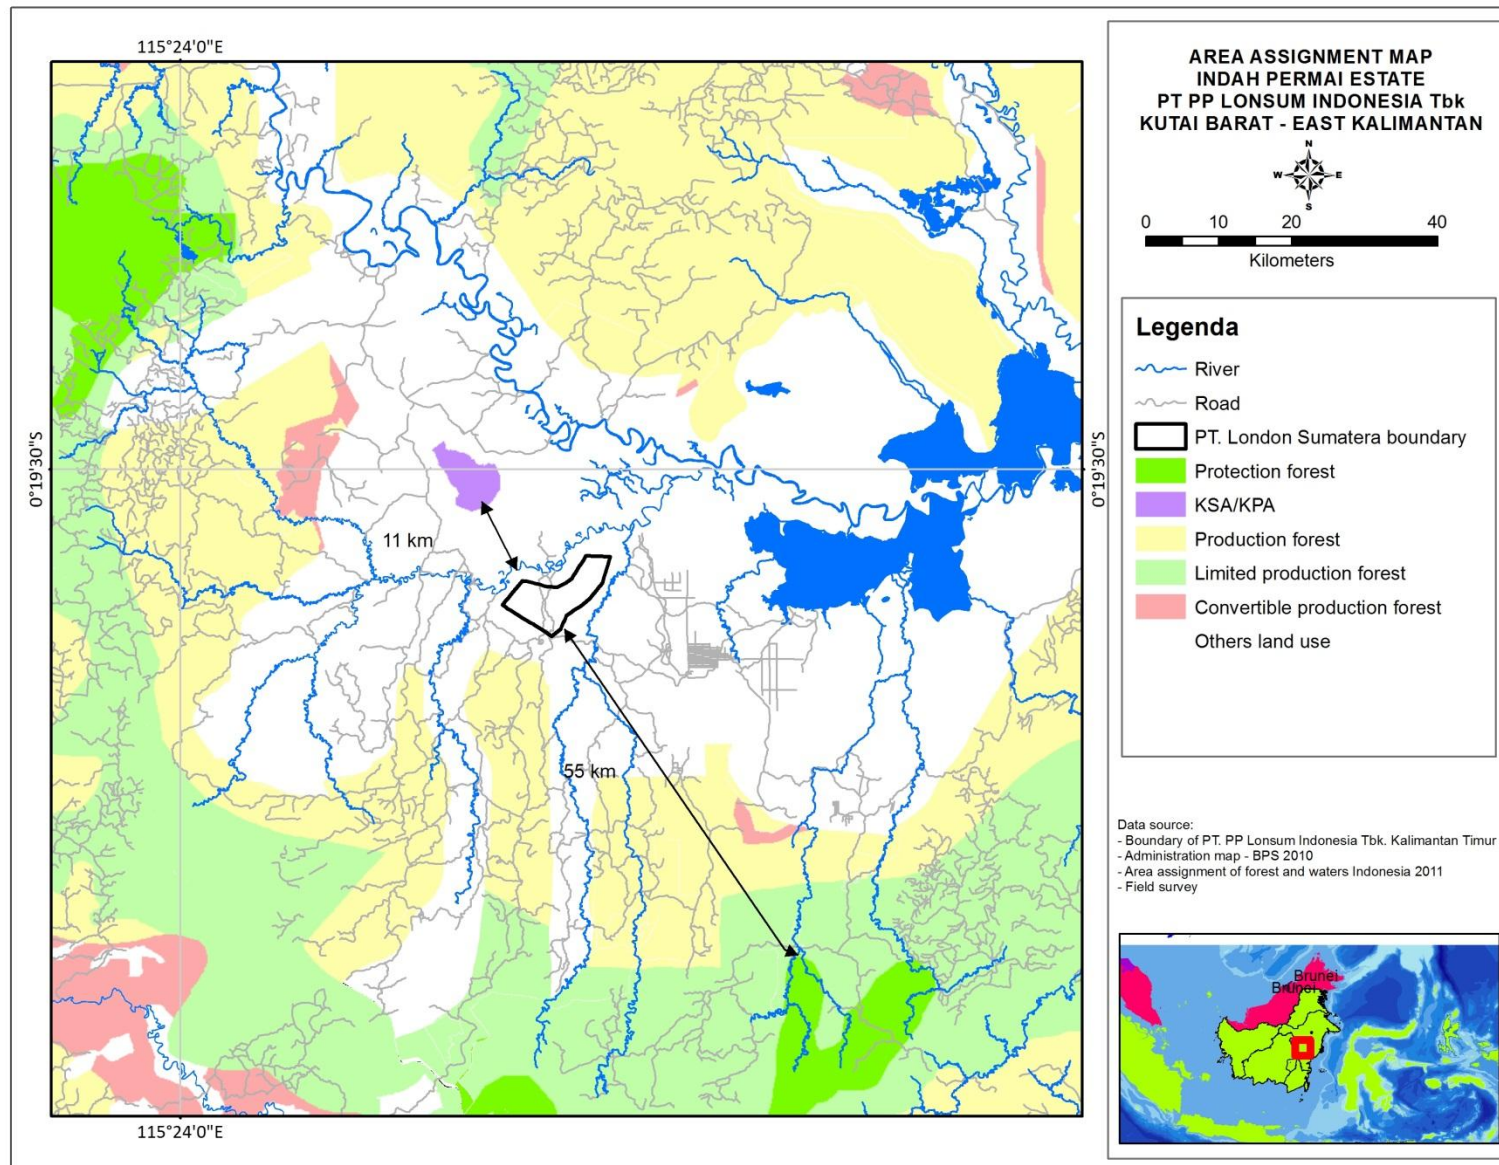 115°24'0"E
0°19'30"S
0°19'30"S
11 km
55 km
115°24'0"E
AREA ASSIGNMENT MAP
INDAH PERMAI ESTATE
PT PP LONSUM INDONESIA Tbk
KUTAI BARAT - EAST KALIMANTAN
N
W E
S
0 10 20 40
Kilometers
Legenda
River
Road
PT. London Sumatera boundary
Protection forest
KSA/KPA
Production forest
Limited production forest
Convertible production forest
Others land use
Data source:
- Boundary of PT. PP Lonsum Indonesia Tbk. Kalimantan Timur
- Administration map - BPS 2010
- Area assignment of forest and waters Indonesia 2011
- Field survey
Brunei
Brunei